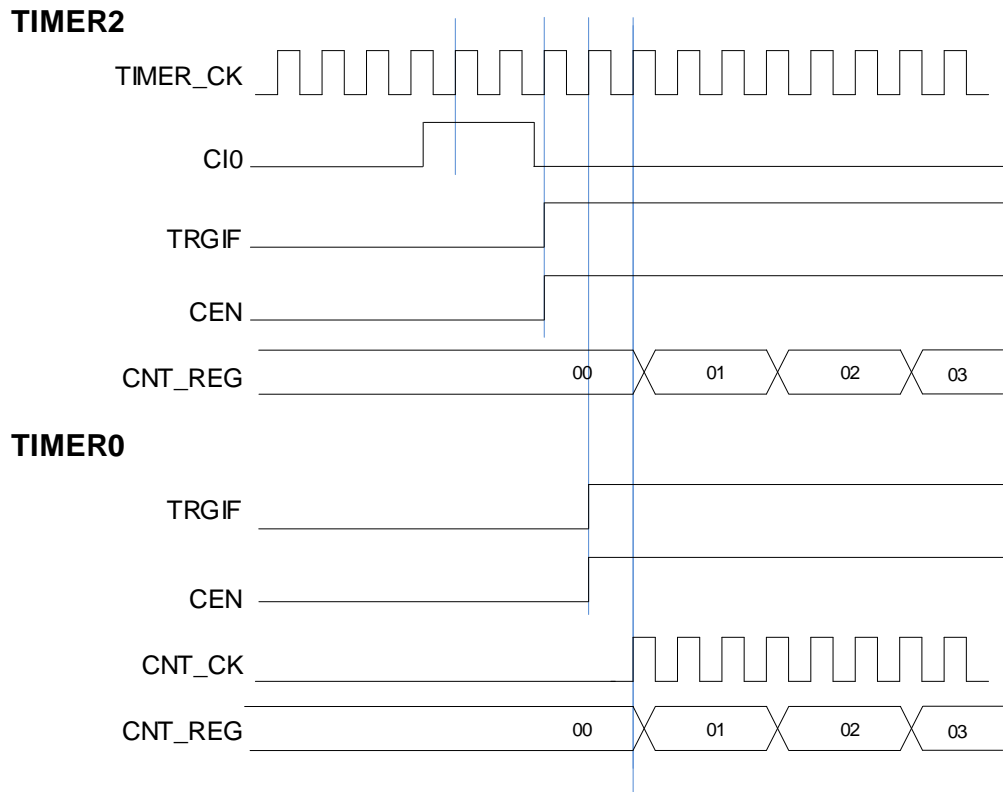 TIMER2
TIMER_CK
CI0
TRGIF
CEN
CNT_REG 00 01 02 03
TIMER0
TRGIF
CEN
CNT_CK
CNT_REG 00 01 02 03